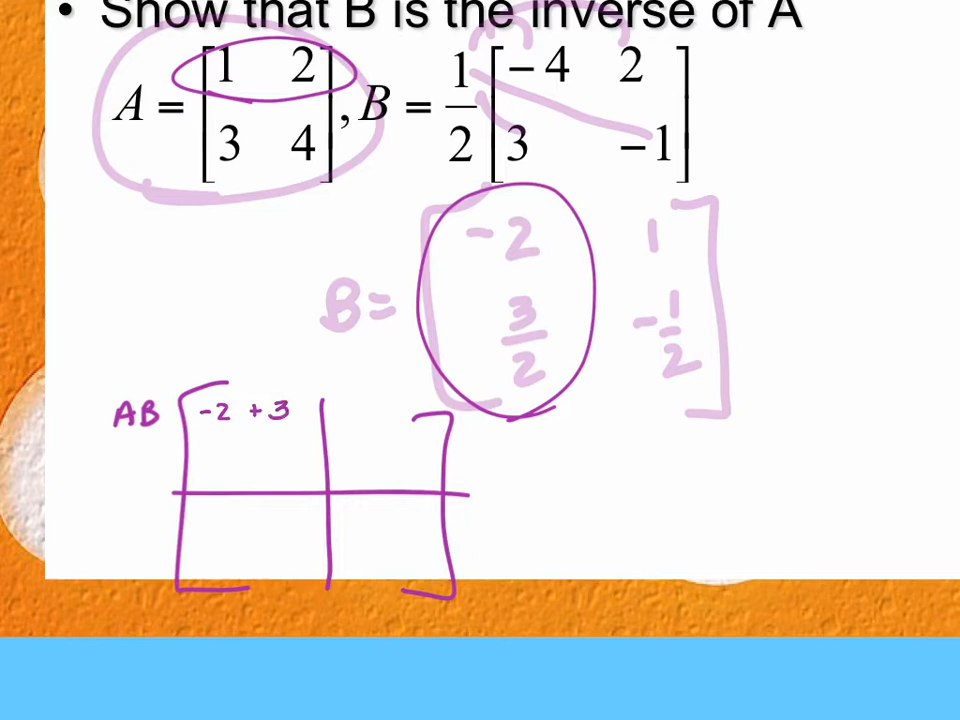 • Show that B is the inverse of A
A = [1 2 3 4], B = 1/2 [-4 2 3 -1]
B = [-2 1 3/2 -1/2]
AB [-2 +3